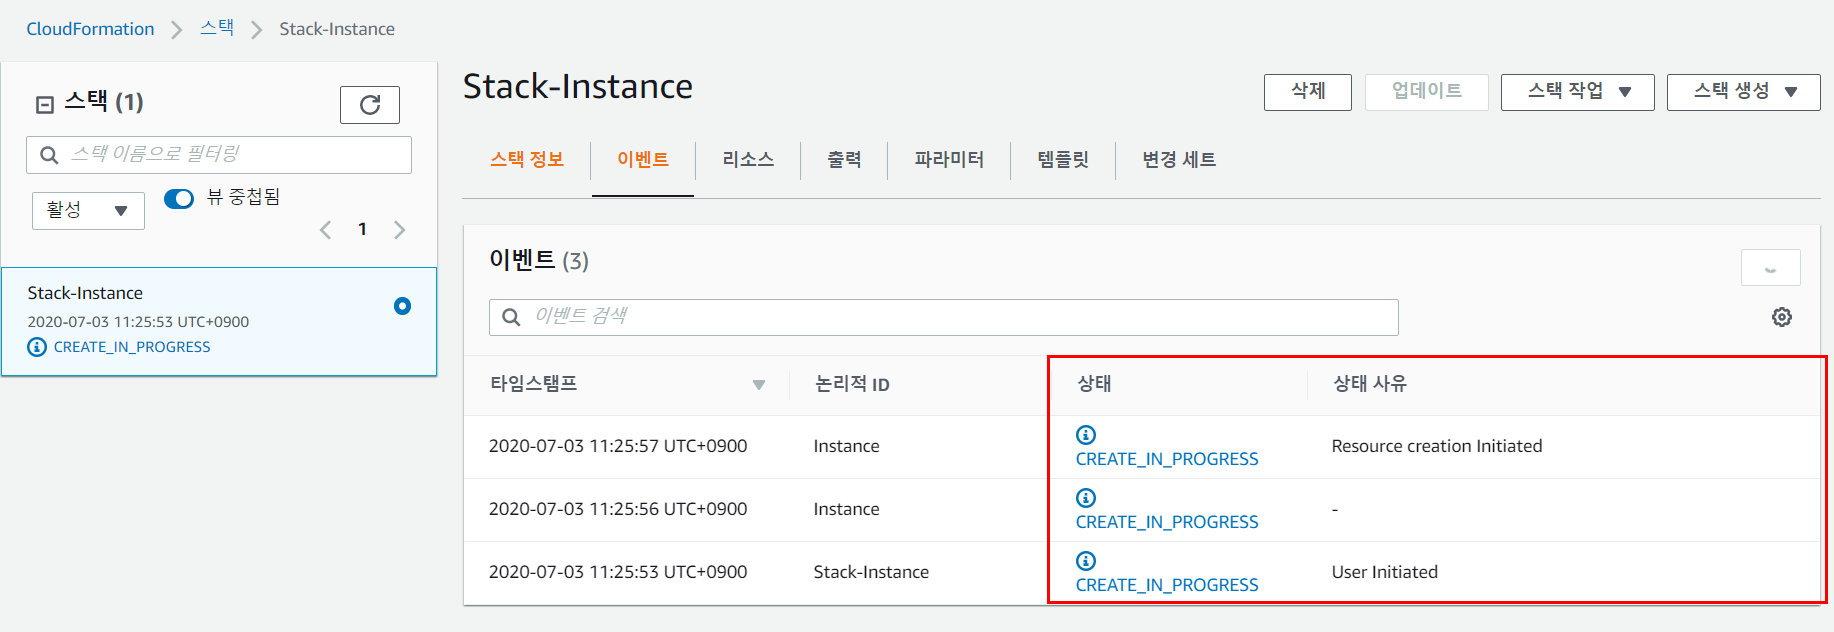 CloudFormation > 스택 > Stack-Instance
스택 (1)
스택 이름으로 필터링
활성
뷰 중첩됨
1
Stack-Instance
2020-07-03 11:25:53 UTC+0900
CREATE_IN_PROGRESS
Stack-Instance
삭제 업데이트 스택 작업 스택 생성
스택 정보 이벤트 리소스 출력 파라미터 템플릿 변경 세트
이벤트 (3)
이벤트 검색
타임스탬프 논리적 ID 상태 상태 사유
2020-07-03 11:25:57 UTC+0900 Instance CREATE_IN_PROGRESS Resource creation Initiated
2020-07-03 11:25:56 UTC+0900 Instance CREATE_IN_PROGRESS -
2020-07-03 11:25:53 UTC+0900 Stack-Instance CREATE_IN_PROGRESS User Initiated